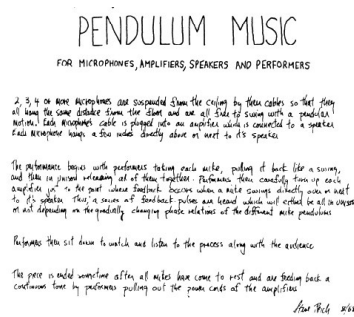 PENDULUM MUSIC
FOR MICROPHONES, AMPLIFIERS, SPEAKERS AND PERFORMERS
2, 3, 4 or more microphones are suspended from the ceiling by their cables so that they
all hang the same distance from the floor and are all free to swing with a pendular
motion. Each microphone's cable is plugged into an amplifier which is connected to a speaker.
Each microphone hangs a few inches directly above or next to it's speaker.
The performance begins with performers taking each mike, pulling it back like a swing,
and then in unison releasing all of them together. Performers then carefully turn up each
amplifier just to the point where feedback occurs when a mike swings directly over or next
to it's speaker. Thus, a series of feedback pulses are heard which will either be all in unison
or not depending on the gradually changing phase relations of the different mike pendulums
Performers then sit down to watch and listen to the process along with the audience
The piece is ended sometime after all mikes have come to rest and are feeding back a
continuous tone by performers pulling out the power cords of the amplifiers
Steve Reich